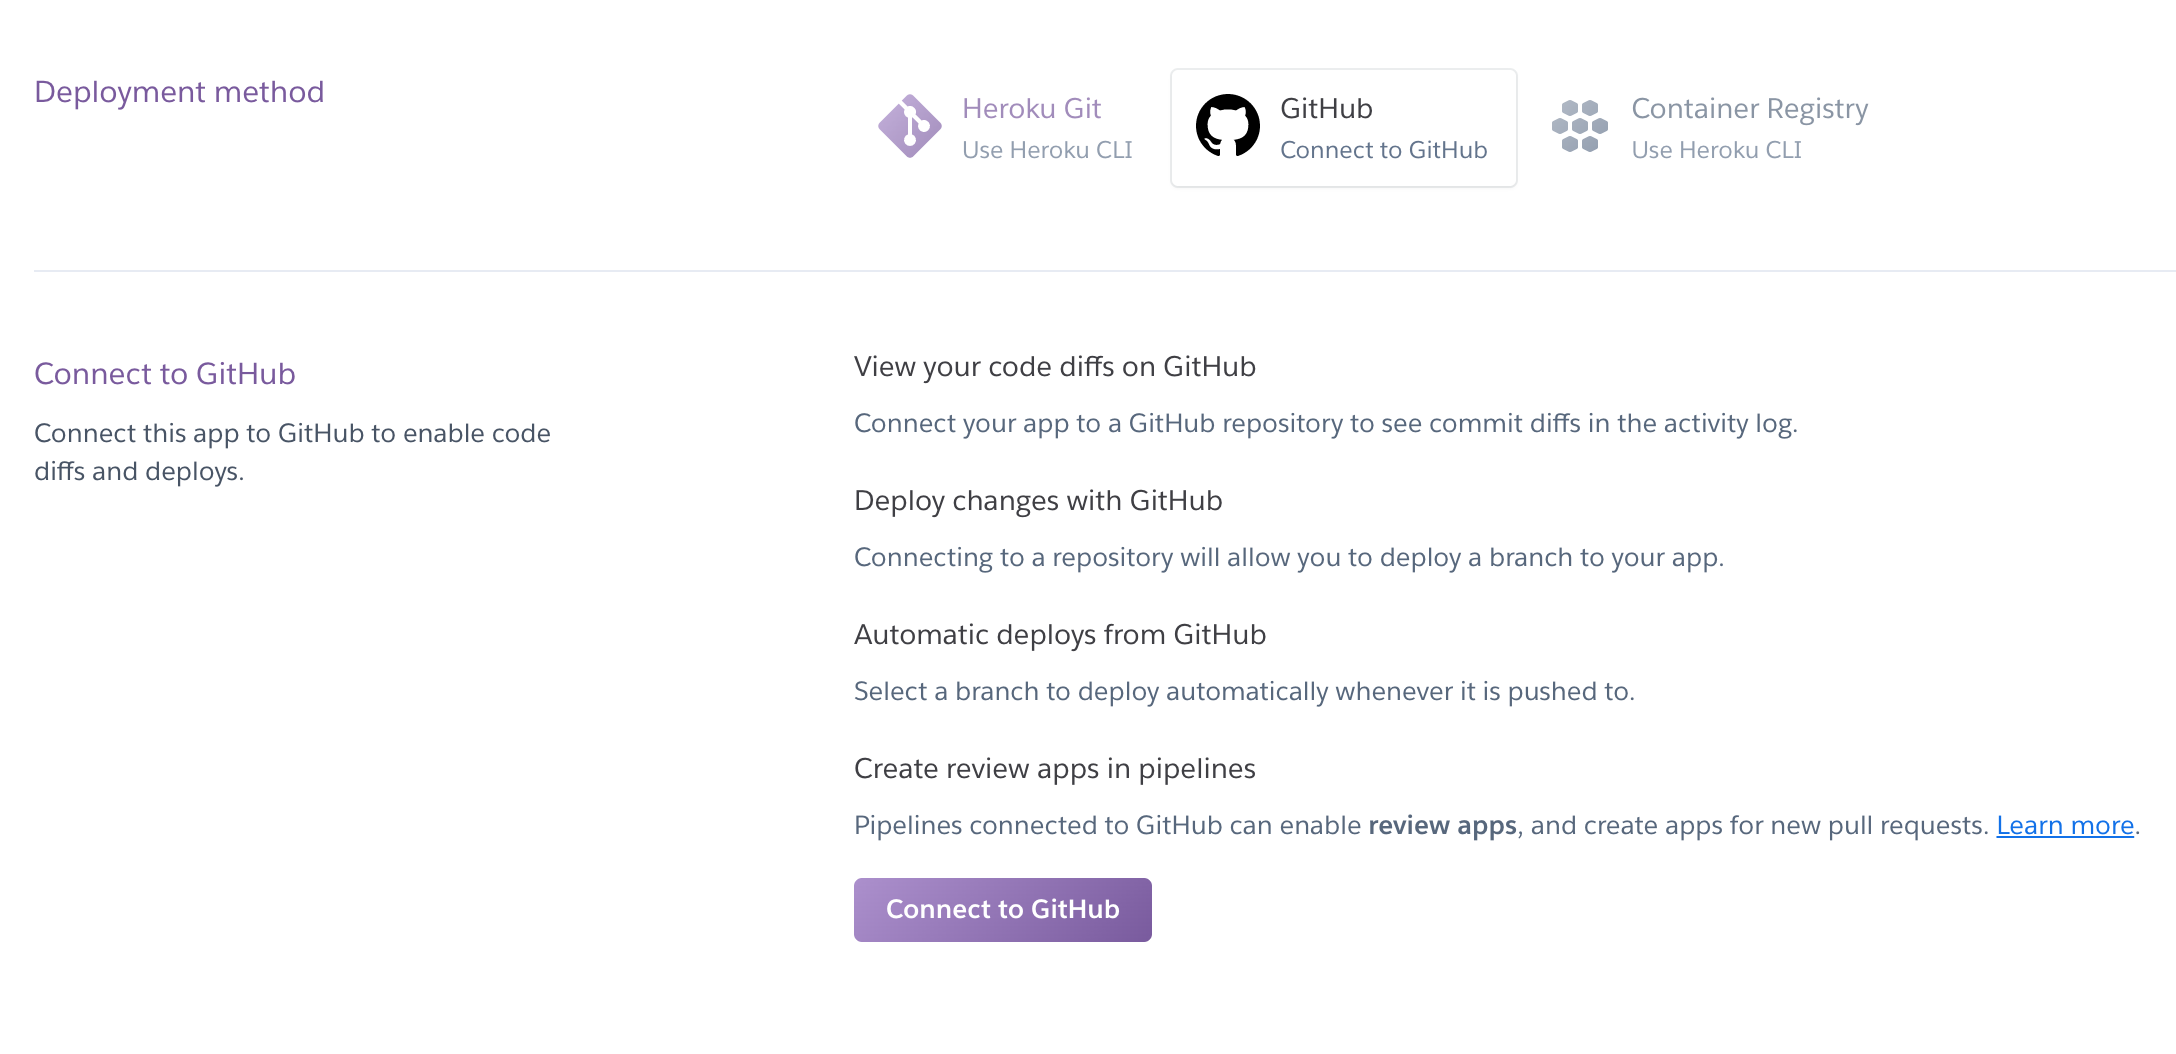 Deployment method
Heroku Git
Use Heroku CLI
GitHub
Connect to GitHub
Container Registry
Use Heroku CLI
Connect to GitHub
Connect this app to GitHub to enable code
diffs and deploys.
View your code diffs on GitHub
Connect your app to a GitHub repository to see commit diffs in the activity log.
Deploy changes with GitHub
Connecting to a repository will allow you to deploy a branch to your app.
Automatic deploys from GitHub
Select a branch to deploy automatically whenever it is pushed to.
Create review apps in pipelines
Pipelines connected to GitHub can enable review apps, and create apps for new pull requests. Learn more.
Connect to GitHub